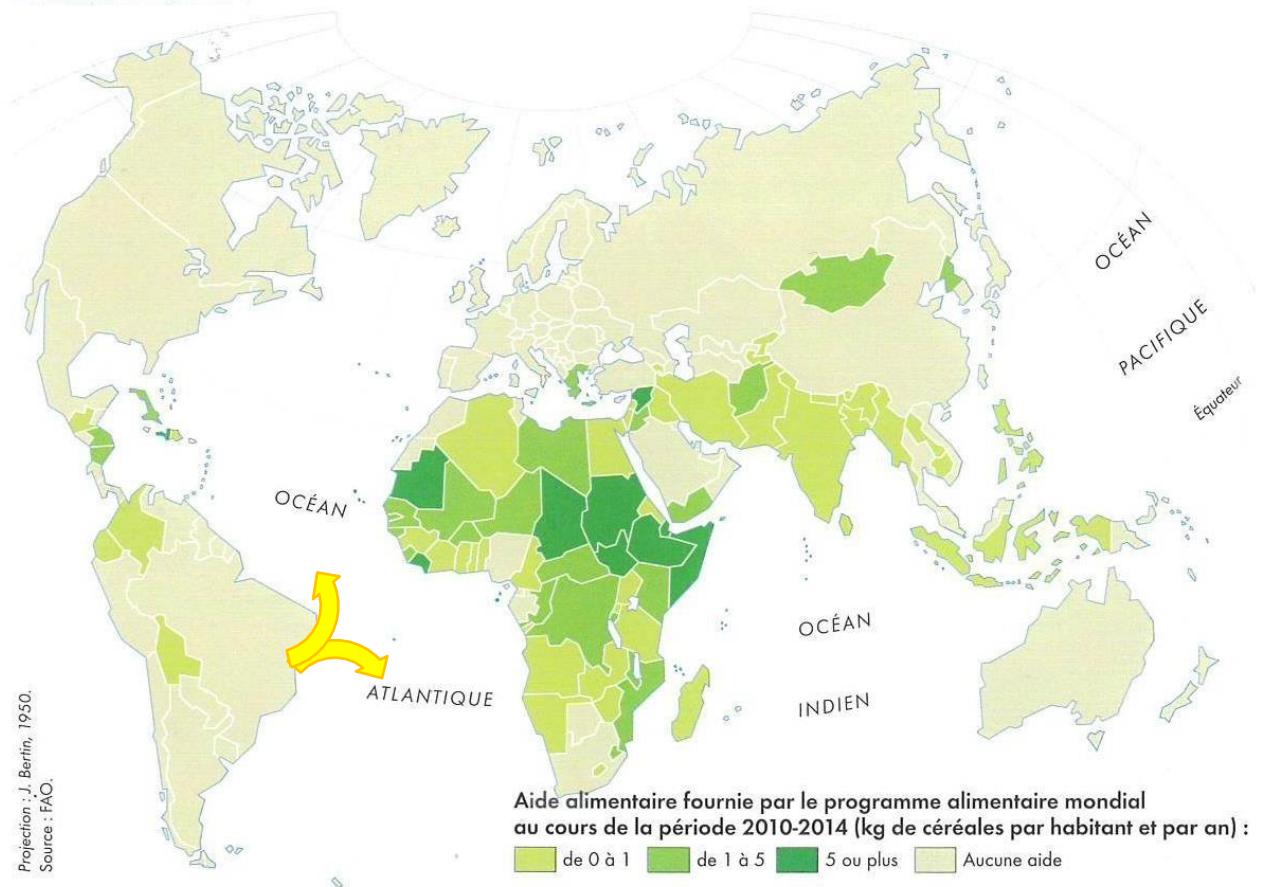 OCÉAN
PACIFIQUE
Équateur
OCÉAN
ATLANTIQUE
OCÉAN
INDIEN
Projection : J. Bertin, 1950.
Source : FAO.
Aide alimentaire fournie par le programme alimentaire mondial
au cours de la période 2010-2014 (kg de céréales par habitant et par an) :
de 0 à 1 de 1 à 5 5 ou plus Aucune aide